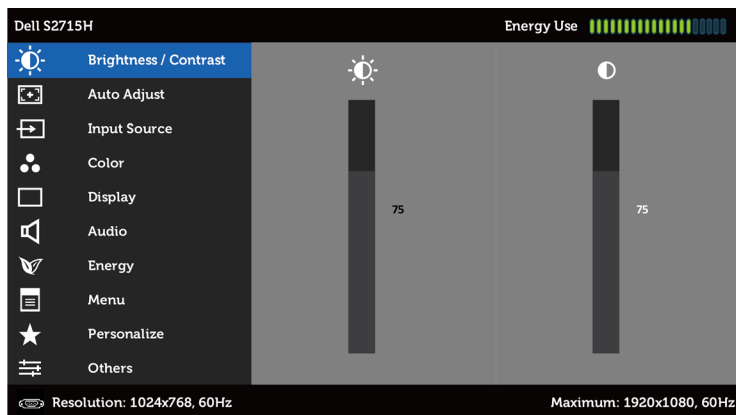 Dell S2715H Energy Use
Brightness / Contrast
Auto Adjust
Input Source
Color
Display
75 75
Audio
Energy
Menu
Personalize
Others
Resolution: 1024x768, 60Hz Maximum: 1920x1080, 60Hz